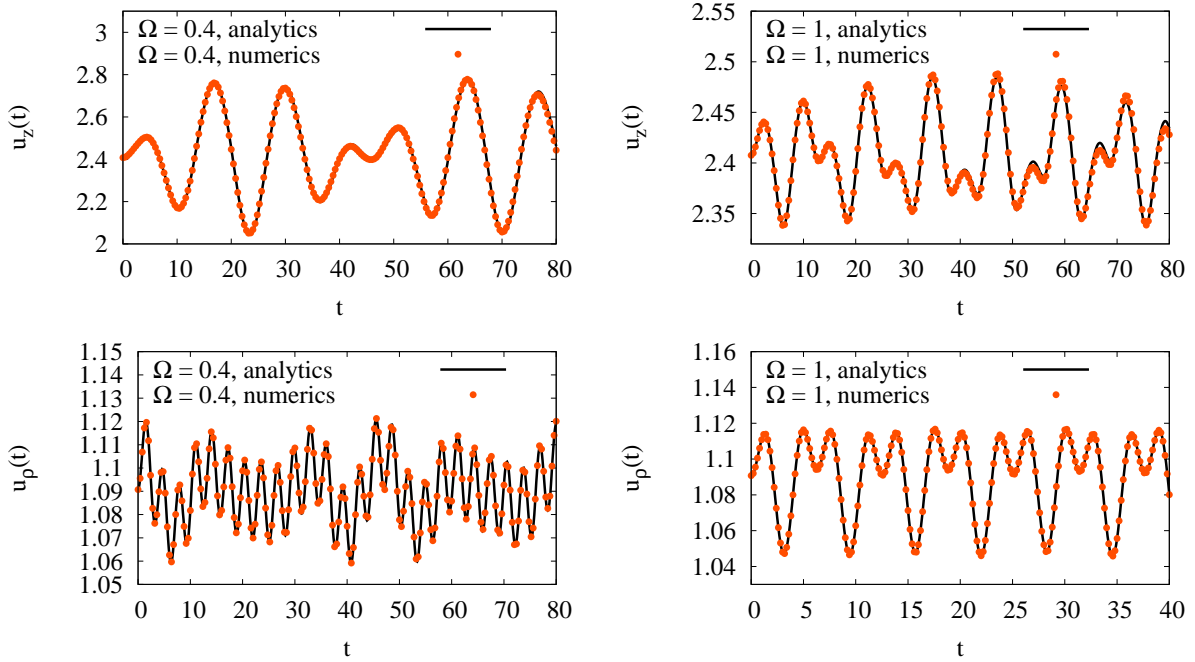 u_z(t)
3
2.8
2.6
2.4
2.2
2
Ω = 0.4, analytics
Ω = 0.4, numerics
0 10 20 30 40 50 60 70 80
t
u_z(t)
2.55
2.5
2.45
2.4
2.35
Ω = 1, analytics
Ω = 1, numerics
0 10 20 30 40 50 60 70 80
t
u_ρ(t)
1.15
1.14
1.13
1.12
1.11
1.1
1.09
1.08
1.07
1.06
1.05
Ω = 0.4, analytics
Ω = 0.4, numerics
0 10 20 30 40 50 60 70 80
t
u_ρ(t)
1.16
1.14
1.12
1.1
1.08
1.06
1.04
Ω = 1, analytics
Ω = 1, numerics
0 5 10 15 20 25 30 35 40
t